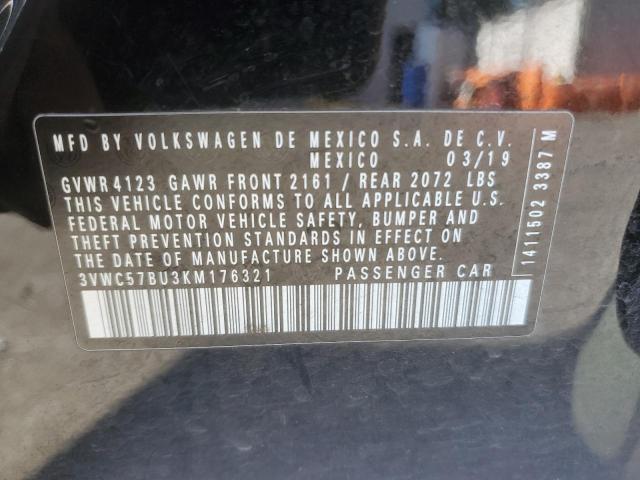 MFD BY VOLKSWAGEN DE MEXICO S.A. DE C.V.
MEXICO 03/19
GVWR 4123 GAWR FRONT 2161 / REAR 2072 LBS
THIS VEHICLE CONFORMS TO ALL APPLICABLE U.S.
FEDERAL MOTOR VEHICLE SAFETY, BUMPER AND
THEFT PREVENTION STANDARDS IN EFFECT ON
THE DATE OF MANUFACTURE SHOWN ABOVE.
3VWC57BU3KM176321 PASSENGER CAR
1411502 3387 M